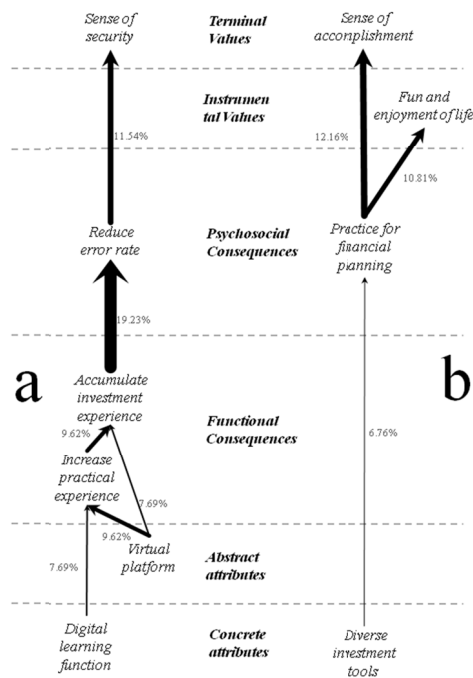 Sense of
security
Terminal
Values
Sense of
accomplishment
Instrumen
tal Values
Fun and
enjoyment of life
11.54%
12.16%
10.81%
Reduce
error rate
Psychosocial
Consequences
Practice for
financial
planning
19.23%
a
b
Accumulate
investment
experience
Functional
Consequences
9.62%
6.76%
Increase
practical
experience
7.69%
9.62%
Virtual
platform
Abstract
attributes
7.69%
Digital
learning
function
Concrete
attributes
Diverse
investment
tools